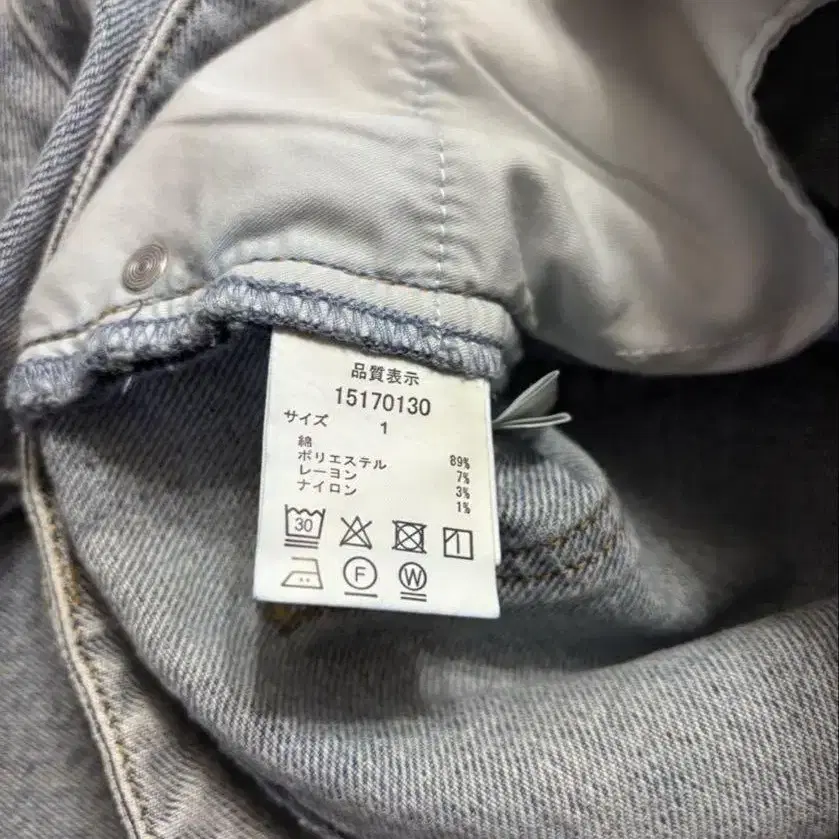 品質表示
15170130
サイズ 1
綿 89%
ポリエステル 7%
レーヨン 3%
ナイロン 1%
30
F W